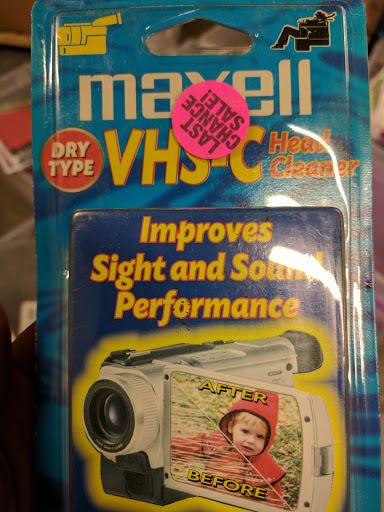 maxell
LAST
CHANCE
SALE!
DRY
TYPE
VHS-C
Head
Cleaner
Improves
Sight and Sound
Performance
AFTER
BEFORE